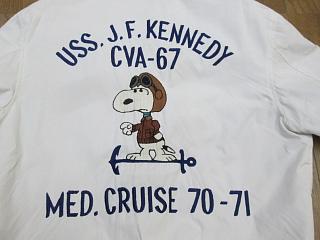 USS. J.F. KENNEDY
CVA-67
MED. CRUISE 70-71